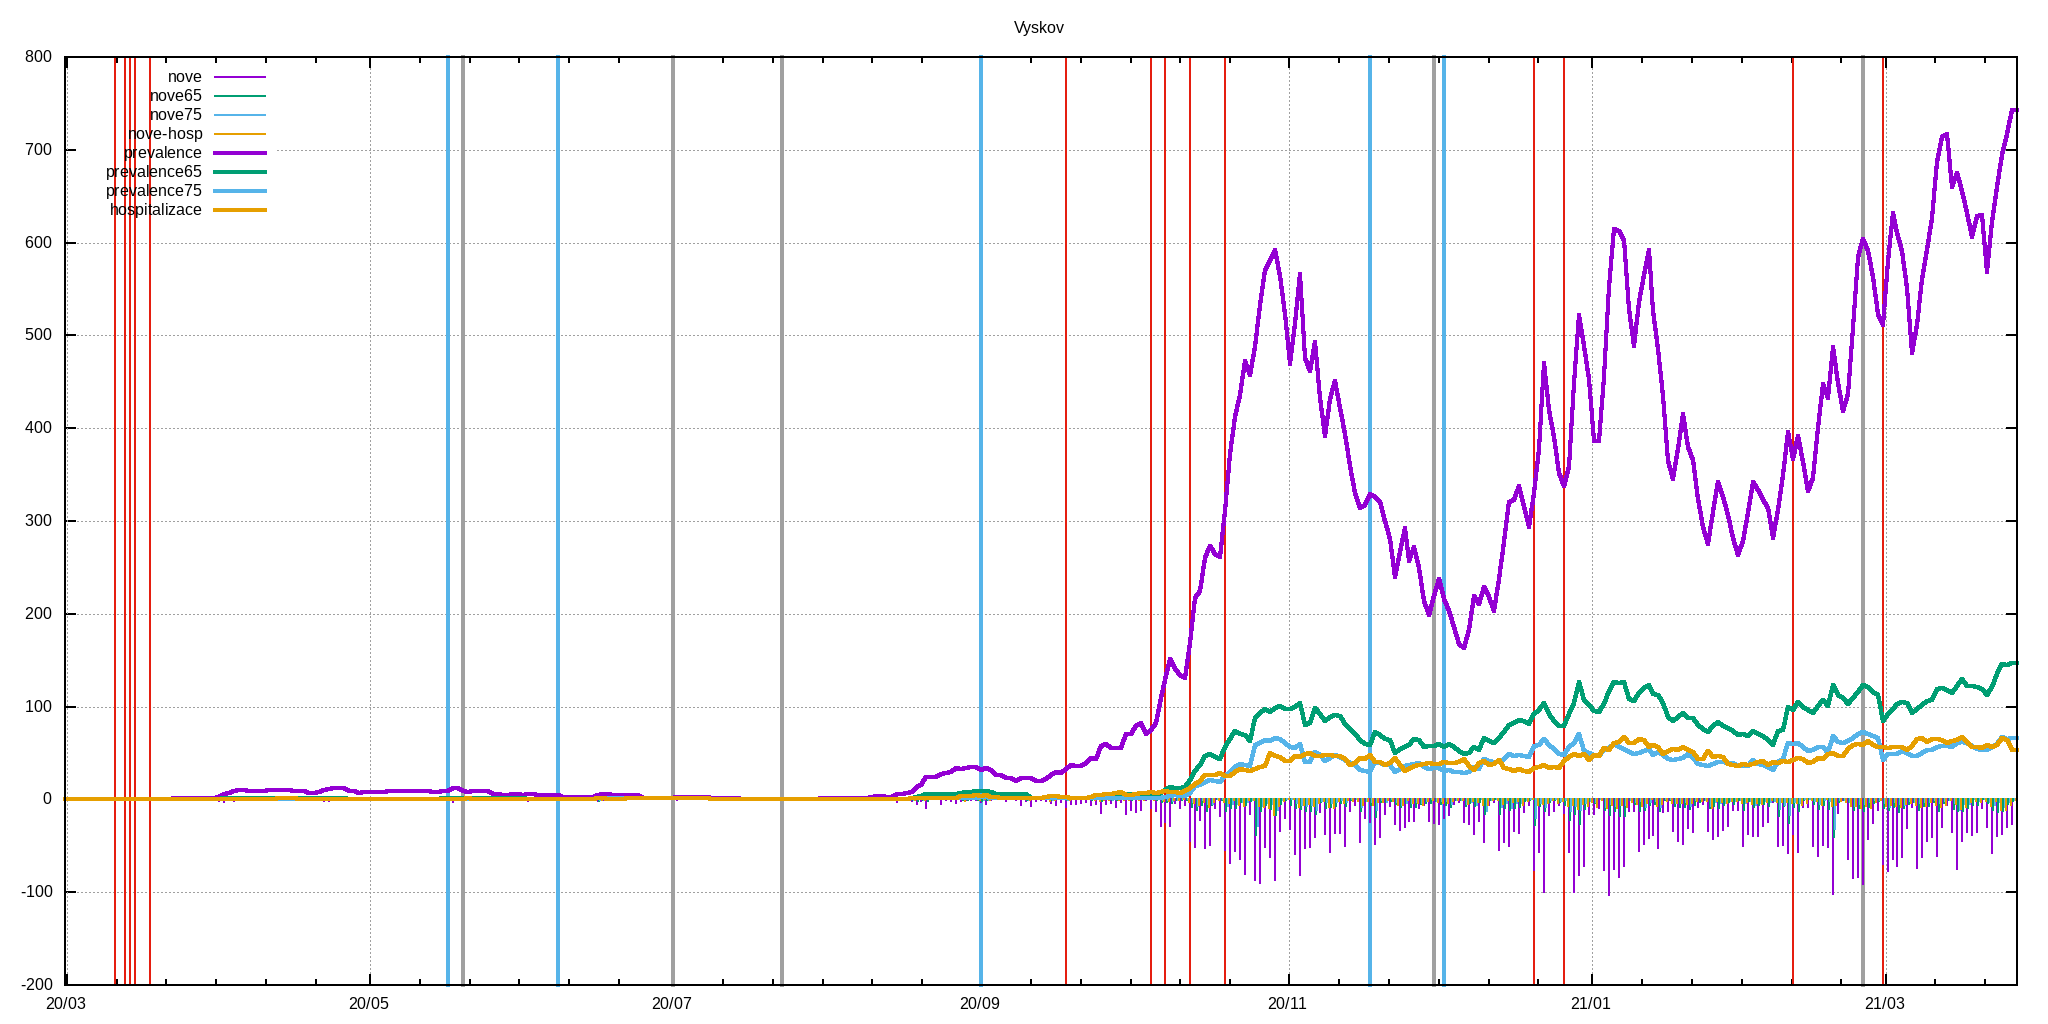 Vyskov
800
700
600
500
400
300
200
100
0
-100
-200
nove
nove65
nove75
nove-hosp
prevalence
prevalence65
prevalence75
hospitalizace
20/03 20/05 20/07 20/09 20/11 21/01 21/03